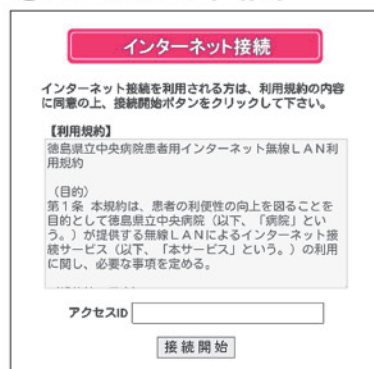 インターネット接続
インターネット接続を利用される方は、利用規約の内容
に同意の上、接続開始ボタンをクリックして下さい。
【利用規約】
徳島県立中央病院患者用インターネット無線ＬＡＮ利
用規約
（目的）
第１条 本規約は、患者の利便性の向上を図ることを
目的として徳島県立中央病院（以下、「病院」とい
う。）が提供する無線ＬＡＮによるインターネット接
続サービス（以下、「本サービス」という。）の利用
に関し、必要な事項を定める。
アクセスID
接続開始